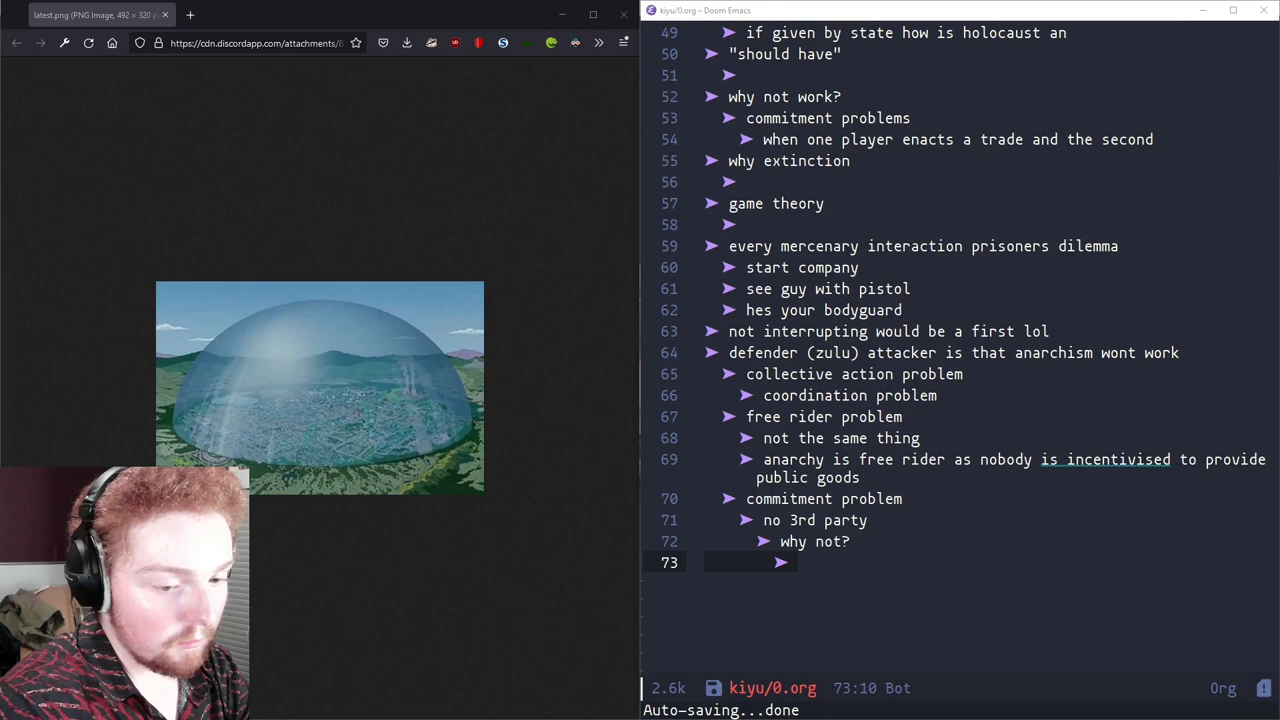 latest.png (PNG Image, 492 × 320 p
https://cdn.discordapp.com/attachments/8
kiyu/0.org – Doom Emacs
49 if given by state how is holocaust an
50 "should have"
51
52 why not work?
53 commitment problems
54 when one player enacts a trade and the second
55 why extinction
56
57 game theory
58
59 every mercenary interaction prisoners dilemma
60 start company
61 see guy with pistol
62 hes your bodyguard
63 not interrupting would be a first lol
64 defender (zulu) attacker is that anarchism wont work
65 collective action problem
66 coordination problem
67 free rider problem
68 not the same thing
69 anarchy is free rider as nobody is incentivised to provide
public goods
70 commitment problem
71 no 3rd party
72 why not?
73
2.6k kiyu/0.org 73:10 Bot Org
Auto-saving...done